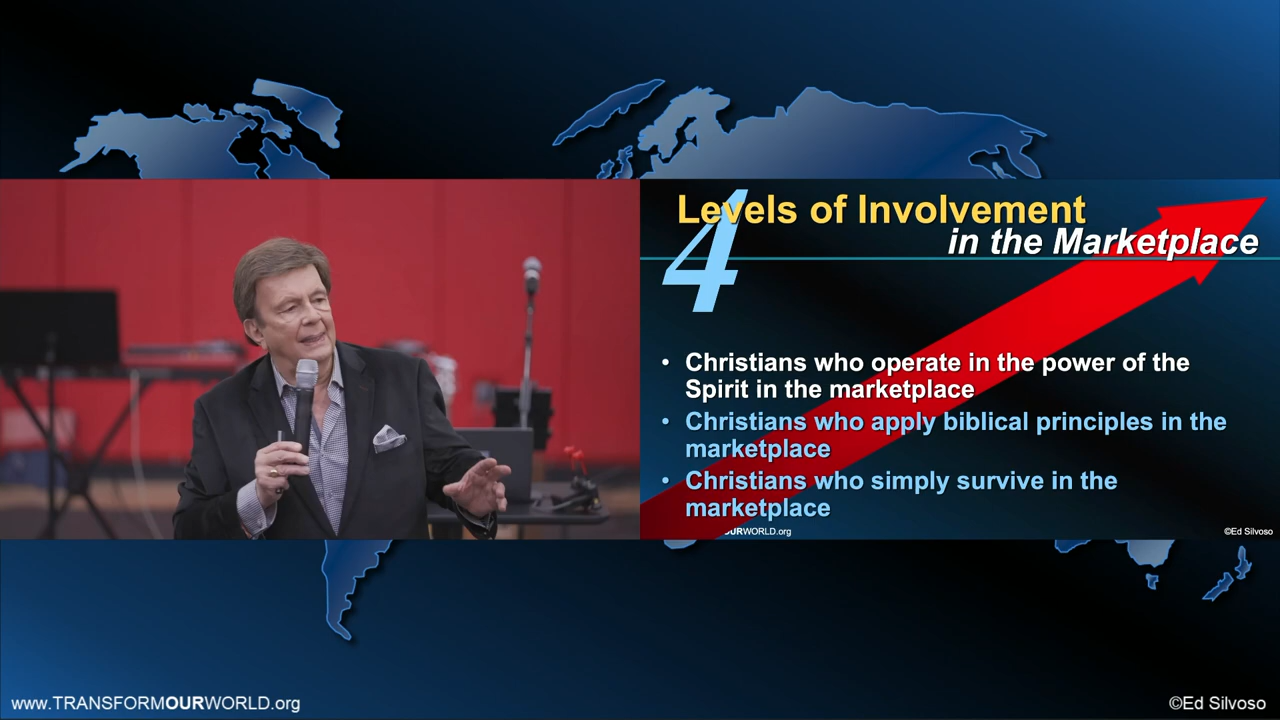 4
Levels of Involvement
in the Marketplace
• Christians who operate in the power of the
Spirit in the marketplace
• Christians who apply biblical principles in the
marketplace
• Christians who simply survive in the
marketplace
OURWORLD.org
©Ed Silvoso
www.TRANSFORMOURWORLD.org
©Ed Silvoso